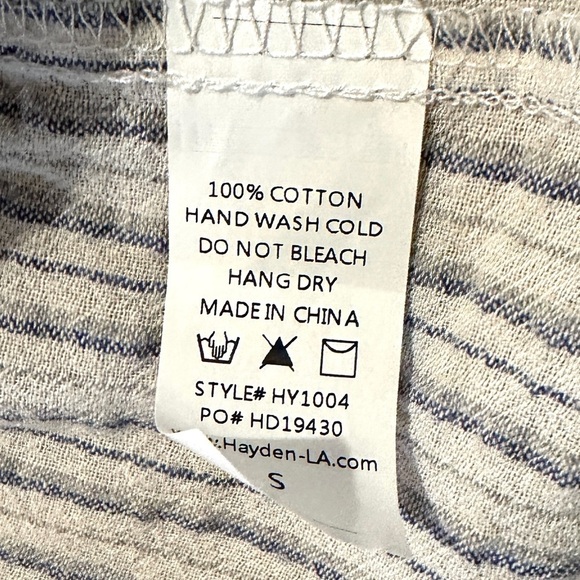 100% COTTON
HAND WASH COLD
DO NOT BLEACH
HANG DRY
MADE IN CHINA
STYLE# HY1004
PO# HD19430
.Hayden-LA.com
S